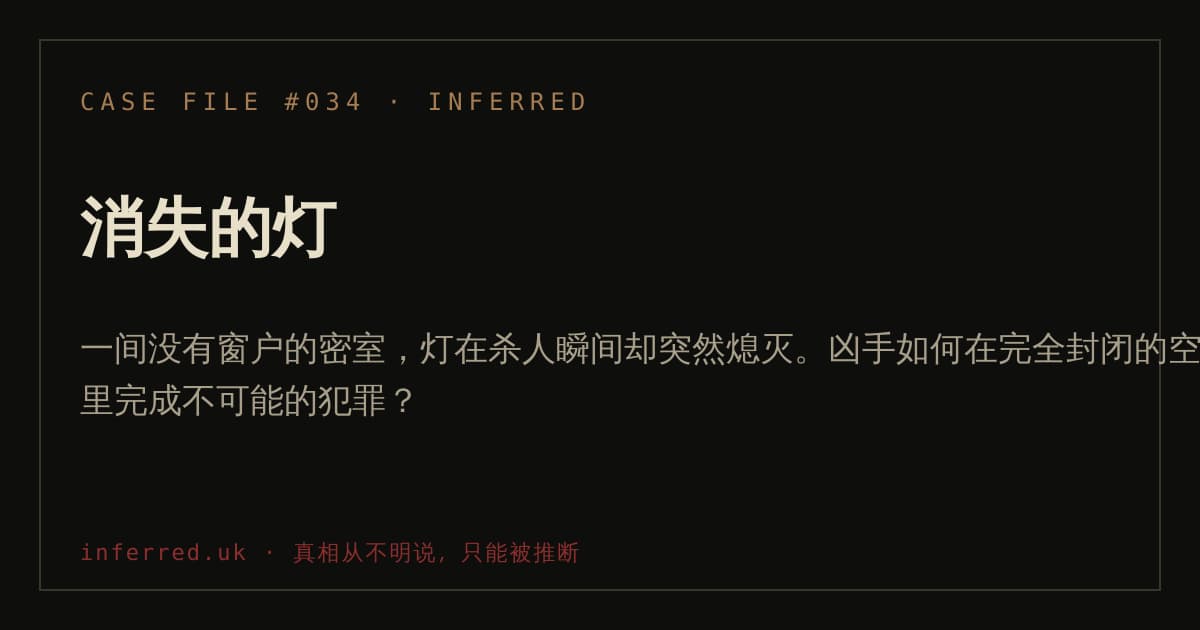 CASE FILE #034 · INFERRED
消失的灯
一间没有窗户的密室，灯在杀人瞬间却突然熄灭。凶手如何在完全封闭的空
里完成不可能的犯罪？
inferred.uk · 真相从不明说，只能被推断